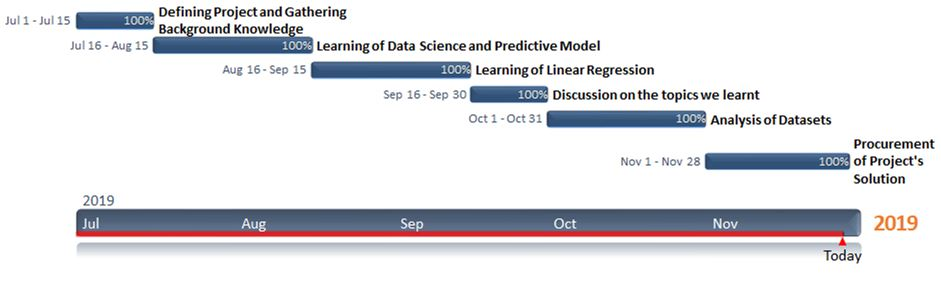 Jul 1 - Jul 15 100% Defining Project and Gathering
Background Knowledge
Jul 16 - Aug 15 100% Learning of Data Science and Predictive Model
Aug 16 - Sep 15 100% Learning of Linear Regression
Sep 16 - Sep 30 100% Discussion on the topics we learnt
Oct 1 - Oct 31 100% Analysis of Datasets
Nov 1 - Nov 28 100% Procurement
of Project's
Solution
2019
Jul Aug Sep Oct Nov 2019
Today